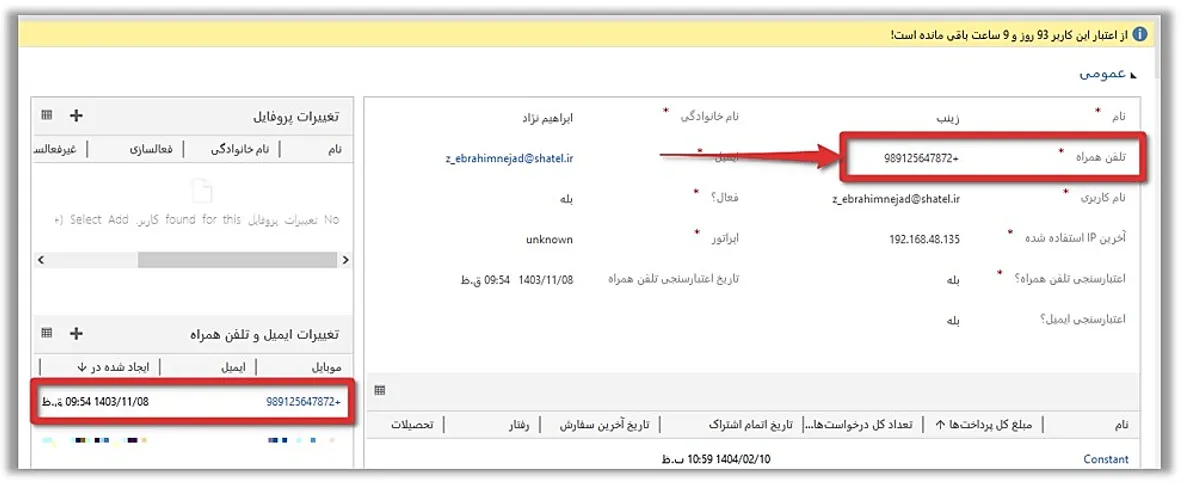 از اعتبار این کاربر 93 روز و 9 ساعت باقی مانده است!
عمومی
نام * زینب نام خانوادگی * ابراهیم نژاد
تلفن همراه * +989125647872 ایمیل * z_ebrahimnejad@shatel.ir
نام کاربری * z_ebrahimnejad@shatel.ir فعال؟ * بله
آخرین IP استفاده شده * 192.168.48.135 اپراتور * unknown
اعتبارسنجی تلفن همراه؟ * بله تاریخ اعتبارسنجی تلفن همراه 1403/11/08 09:54 ق.ظ
اعتبارسنجی ایمیل؟ بله
نام مبلغ کل پرداخت‌ها تعداد کل درخواست‌ها... تاریخ اتمام اشتراک تاریخ آخرین سفارش رفتار تحصیلات
Constant 1404/02/10 10:59 ب.ظ
تغییرات پروفایل
نام نام خانوادگی فعالسازی غیرفعالس
No تغییرات پروفایل found for this کاربر. Select Add (+
تغییرات ایمیل و تلفن همراه
موبایل ایمیل ایجاد شده در
+989125647872 1403/11/08 09:54 ق.ظ